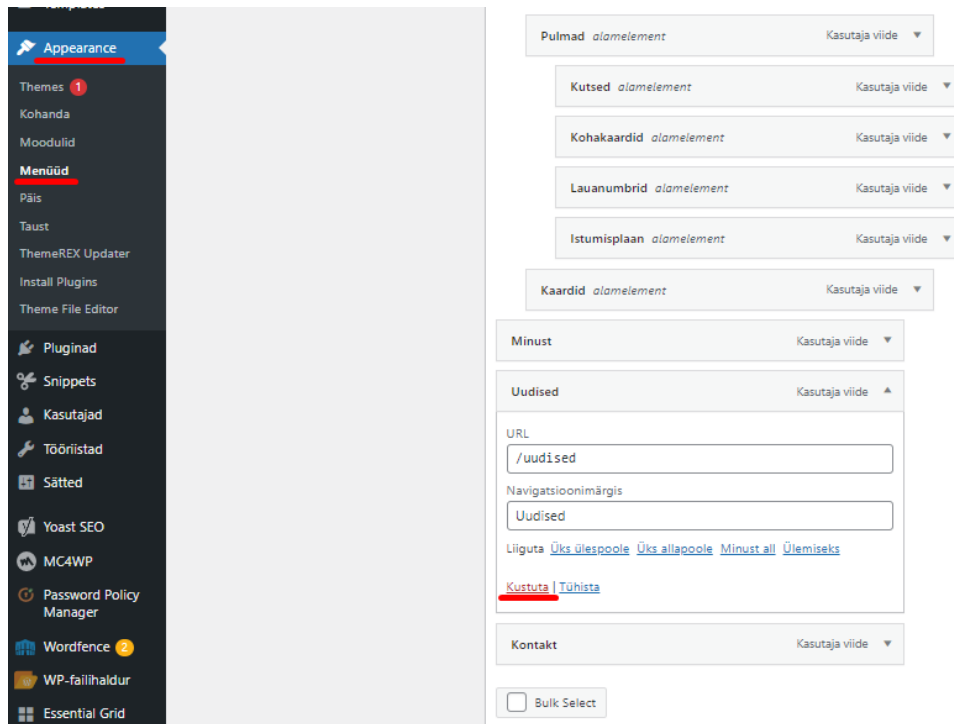 Templates
Appearance
Themes 1
Kohanda
Moodulid
Menüüd
Päis
Taust
ThemeREX Updater
Install Plugins
Theme File Editor
Pluginad
Snippets
Kasutajad
Tööriistad
Sätted
Yoast SEO
MC4WP
Password Policy
Manager
Wordfence 2
WP-failihaldur
Essential Grid
Pulmad alamelement Kasutaja viide
Kutsed alamelement Kasutaja viide
Kohakaardid alamelement Kasutaja viide
Lauanumbrid alamelement Kasutaja viide
Istumisplaan alamelement Kasutaja viide
Kaardid alamelement Kasutaja viide
Minust Kasutaja viide
Uudised Kasutaja viide
URL
/uudised
Navigatsioonimärgis
Uudised
Liiguta Üks ülespoole Üks allapoole Minust all Ülemiseks
Kustuta | Tühista
Kontakt Kasutaja viide
Bulk Select